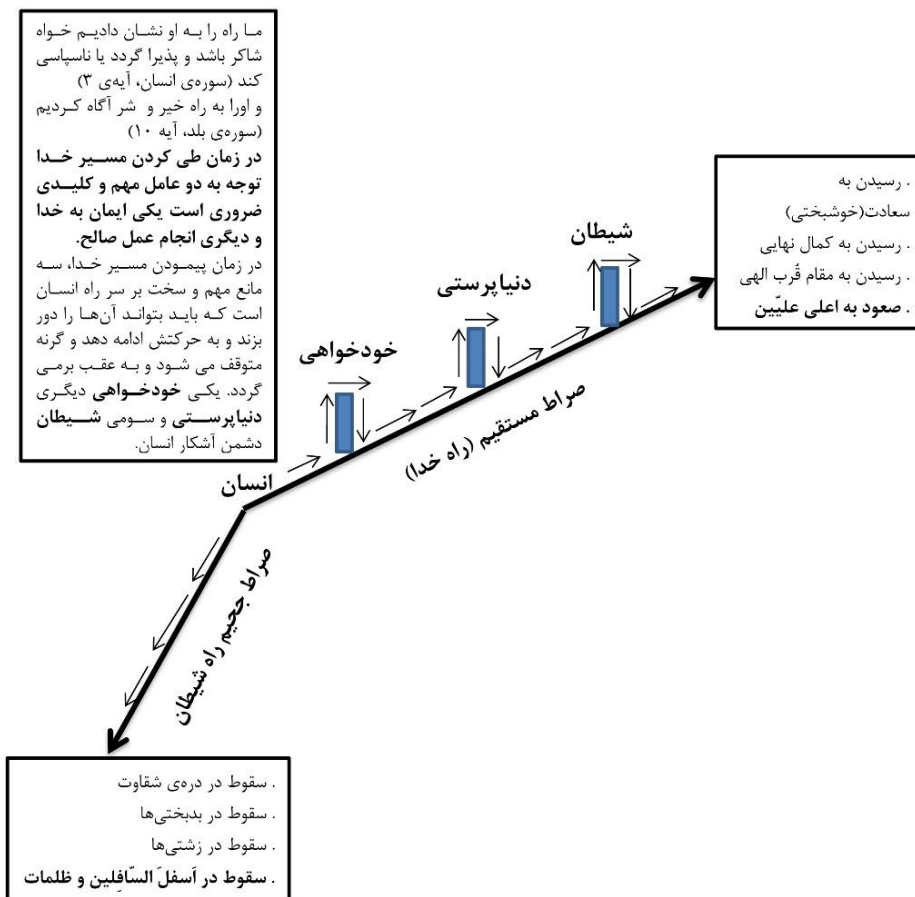 ما راه را به او نشان دادیم خواه
شاکر باشد و پذیرا گردد یا ناسپاسی
کند (سوره‌ی انسان، آیه‌ی ۳)
و اورا به راه خیر و شر آگاه کردیم
(سوره‌ی بلد، آیه ۱۰)
در زمان طی کردن مسیر خدا
توجه به دو عامل مهم و کلیدی
ضروری است یکی ایمان به خدا
و دیگری انجام عمل صالح.
در زمان پیمودن مسیر خدا، سه
مانع مهم و سخت بر سر راه انسان
است که باید بتواند آن‌ها را دور
بزند و به حرکتش ادامه دهد و گرنه
متوقف می شود و به عقب برمی
گردد. یکی خودخواهی دیگری
دنیاپرستی و سومی شیطان
دشمن آشکار انسان.
. رسیدن به
سعادت(خوشبختی)
. رسیدن به کمال نهایی
. رسیدن به مقام قُرب الهی
. صعود به اعلی علیّین
شیطان
دنیاپرستی
خودخواهی
صراط مستقیم (راه خدا)
انسان
صراط جحیم راه شیطان
. سقوط در دره‌ی شقاوت
. سقوط در بدبختی‌ها
. سقوط در زشتی‌ها
. سقوط در اَسفلَ السّافِلین و ظلمات